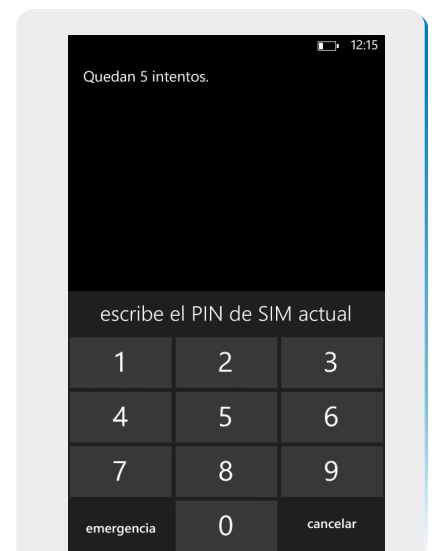 12:15
Quedan 5 intentos.
escribe el PIN de SIM actual
1 2 3
4 5 6
7 8 9
emergencia 0 cancelar